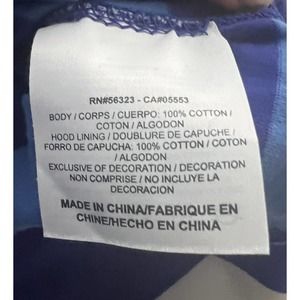 RN#56323 - CA#05553
BODY / CORPS / CUERPO: 100% COTTON /
COTON / ALGODON
HOOD LINING / DOUBLURE DE CAPUCHE /
FORRO DE CAPUCHA: 100% COTTON / COTON
/ ALGODON
EXCLUSIVE OF DECORATION / DECORATION
NON COMPRISE / NO INCLUYE LA
DECORACION
MADE IN CHINA/FABRIQUE EN
CHINE/HECHO EN CHINA